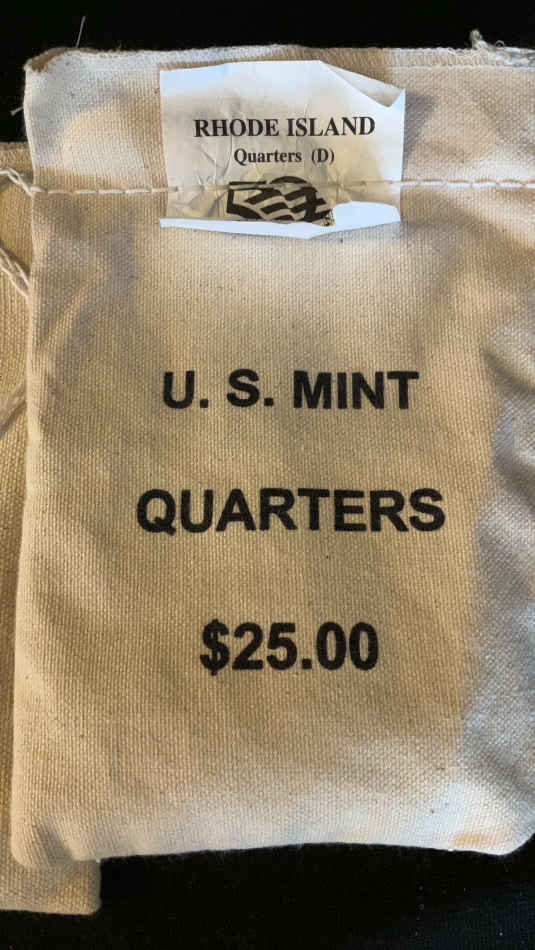 RHODE ISLAND
Quarters (D)
U. S. MINT
QUARTERS
$25.00